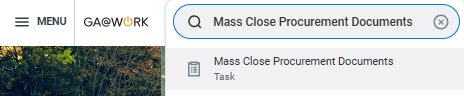 MENU
GA@WORK
Mass Close Procurement Documents
Mass Close Procurement Documents
Task